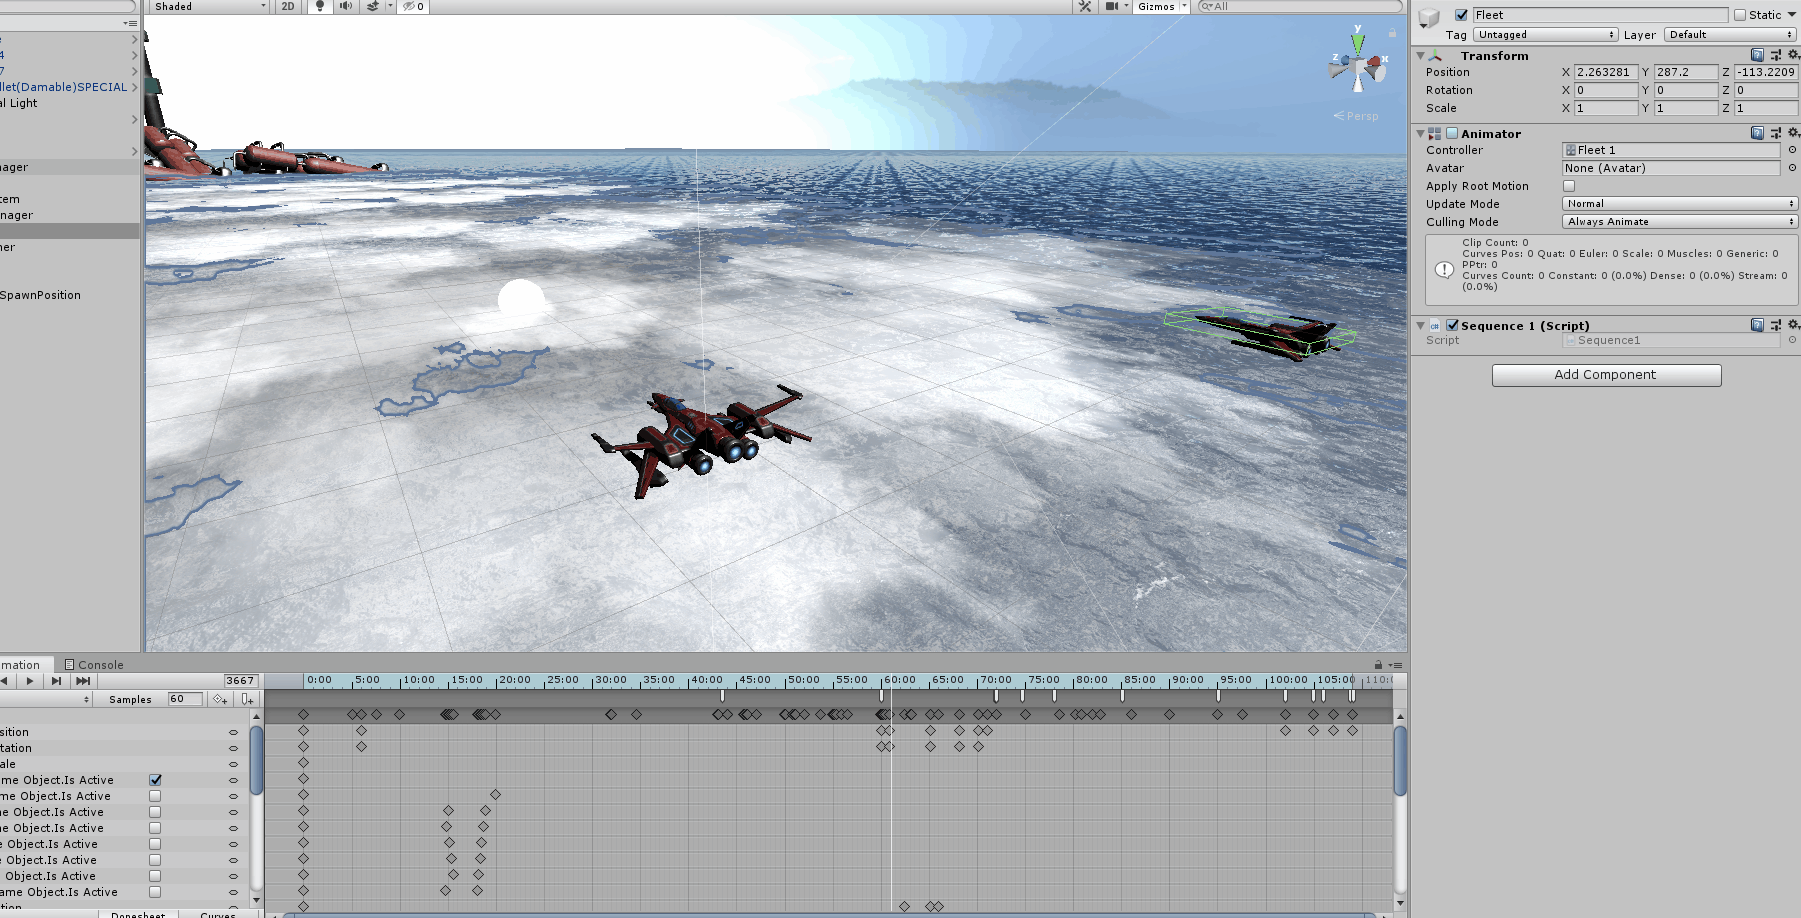 Shaded
2D
0
Gizmos
All
4
7
llet(Damable)SPECIAL
al Light
nager
tem
nager
ner
SpawnPosition
y
z
x
Persp
Fleet
Static
Tag
Untagged
Layer
Default
Transform
Position
X
2.263281
Y
287.2
Z
-113.2209
Rotation
X
0
Y
0
Z
0
Scale
X
1
Y
1
Z
1
Animator
Controller
Fleet 1
Avatar
None (Avatar)
Apply Root Motion
Update Mode
Normal
Culling Mode
Always Animate
Clip Count: 0
Curves Pos: 0 Quat: 0 Euler: 0 Scale: 0 Muscles: 0 Generic: 0
PPtr: 0
Curves Count: 0 Constant: 0 (0.0%) Dense: 0 (0.0%) Stream: 0
(0.0%)
Sequence 1 (Script)
Script
Sequence1
Add Component
mation
Console
3667
0:00
5:00
10:00
15:00
20:00
25:00
30:00
35:00
40:00
45:00
50:00
55:00
60:00
65:00
70:00
75:00
80:00
85:00
90:00
95:00
100:00
105:00
110:0
Samples
60
sition
tation
ale
me Object.Is Active
me Object.Is Active
e Object.Is Active
ne Object.Is Active
e Object.Is Active
e Object.Is Active
Object.Is Active
ame Object.Is Active
ition
Dopesheet
Curves